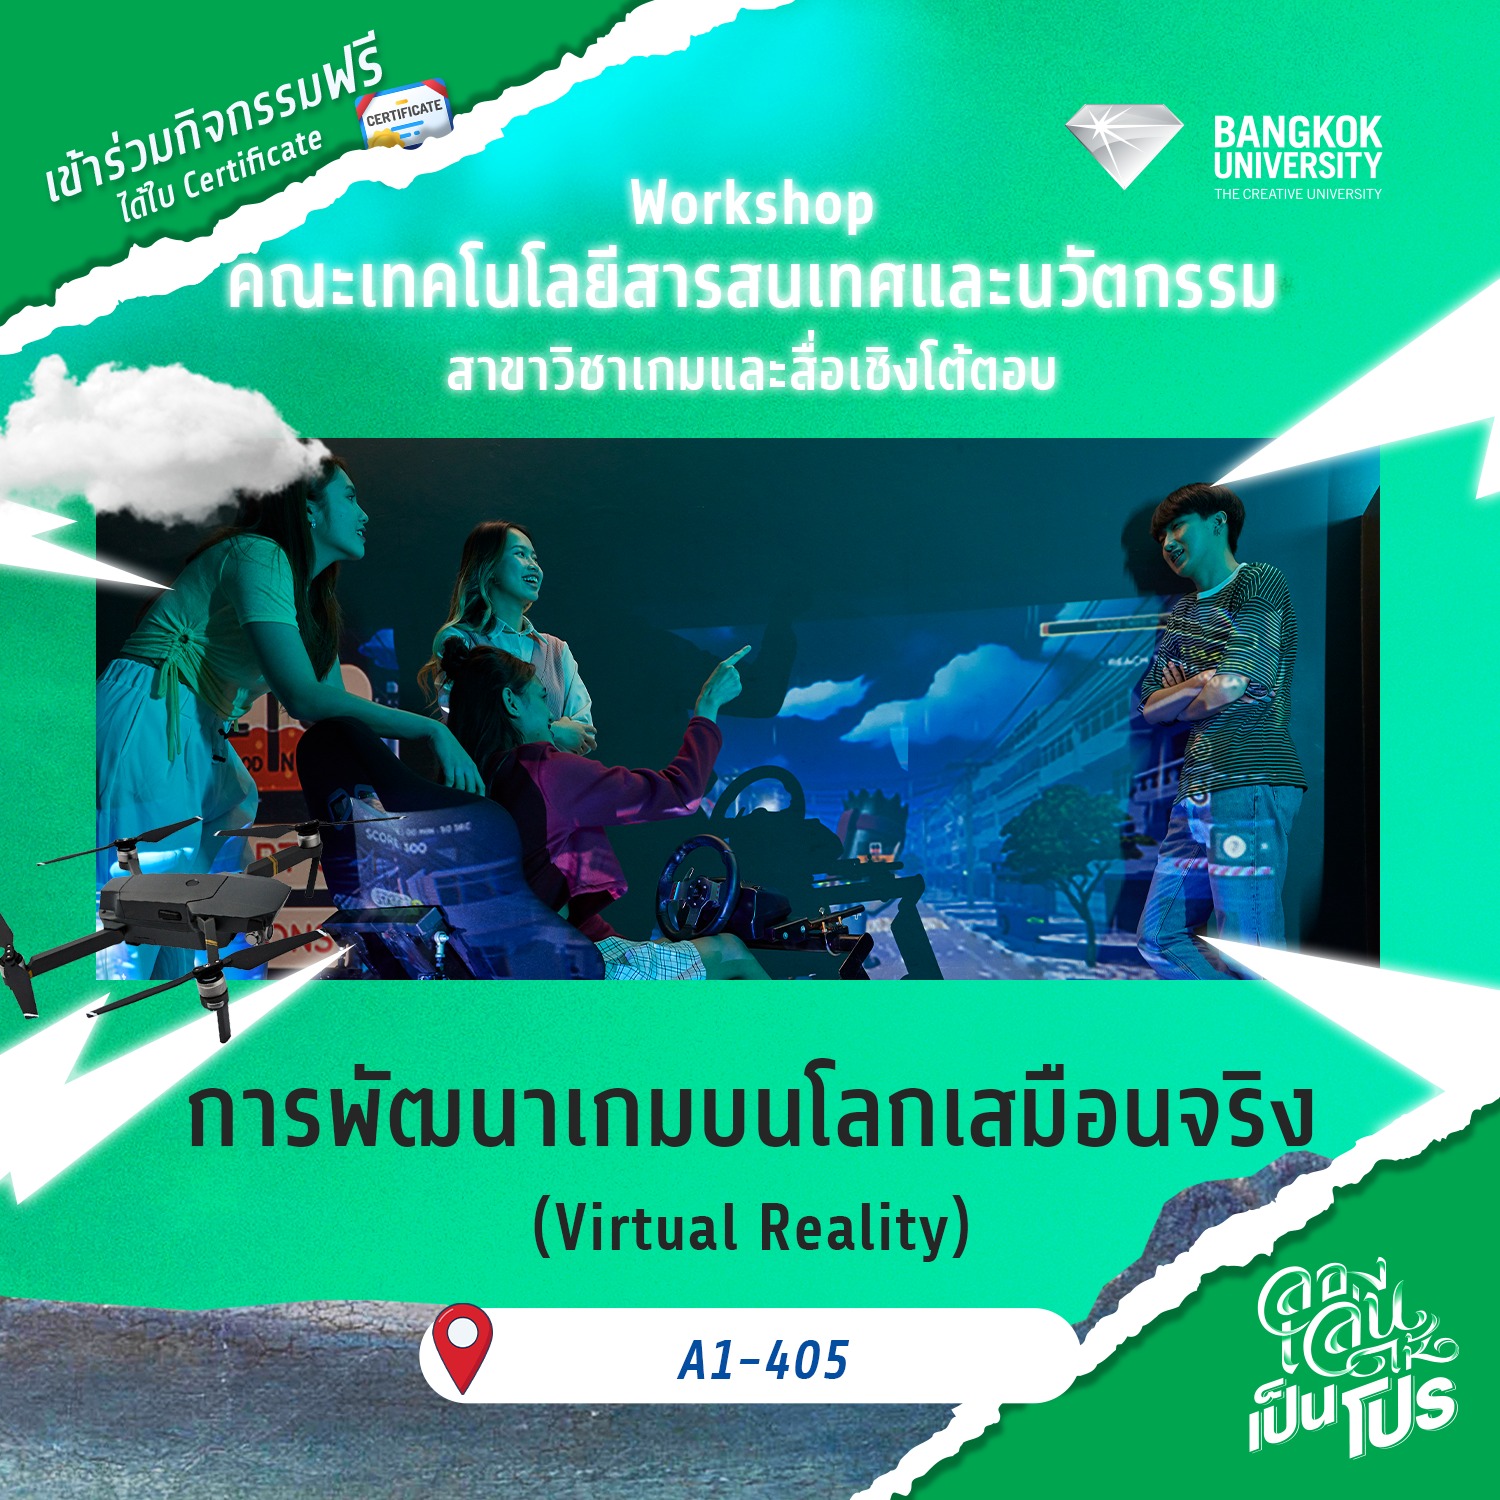 เข้าร่วมกิจกรรมฟรี
ได้ใบ Certificate
CERTIFICATE
BANGKOK
UNIVERSITY
THE CREATIVE UNIVERSITY
Workshop
คณะเทคโนโลยีสารสนเทศและนวัตกรรม
สาขาวิชาเกมและสื่อเชิงโต้ตอบ
REACH
SCORE 300
การพัฒนาเกมบนโลกเสมือนจริง
(Virtual Reality)
A1-405
ลองเล่นให้
เป็นโปร